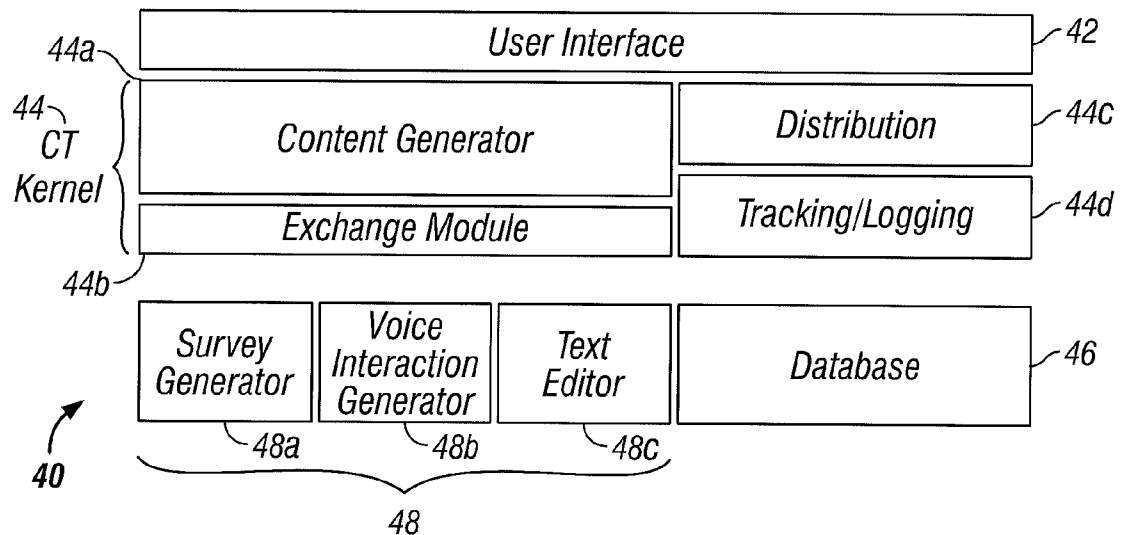 User Interface
42
44a
44
CT
Kernel
Content Generator
Distribution
44c
Exchange Module
Tracking/Logging
44d
44b
Survey
Generator
Voice
Interaction
Generator
Text
Editor
Database
46
48a
48b
48c
40
48